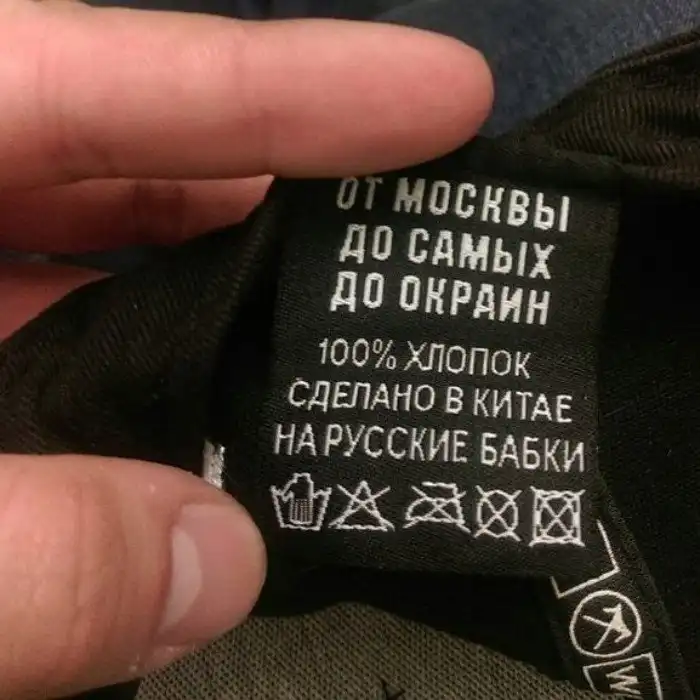 ОТ МОСКВЫ
ДО САМЫХ
ДО ОКРАИН
100% ХЛОПОК
СДЕЛАНО В КИТАЕ
НА РУССКИЕ БАБКИ